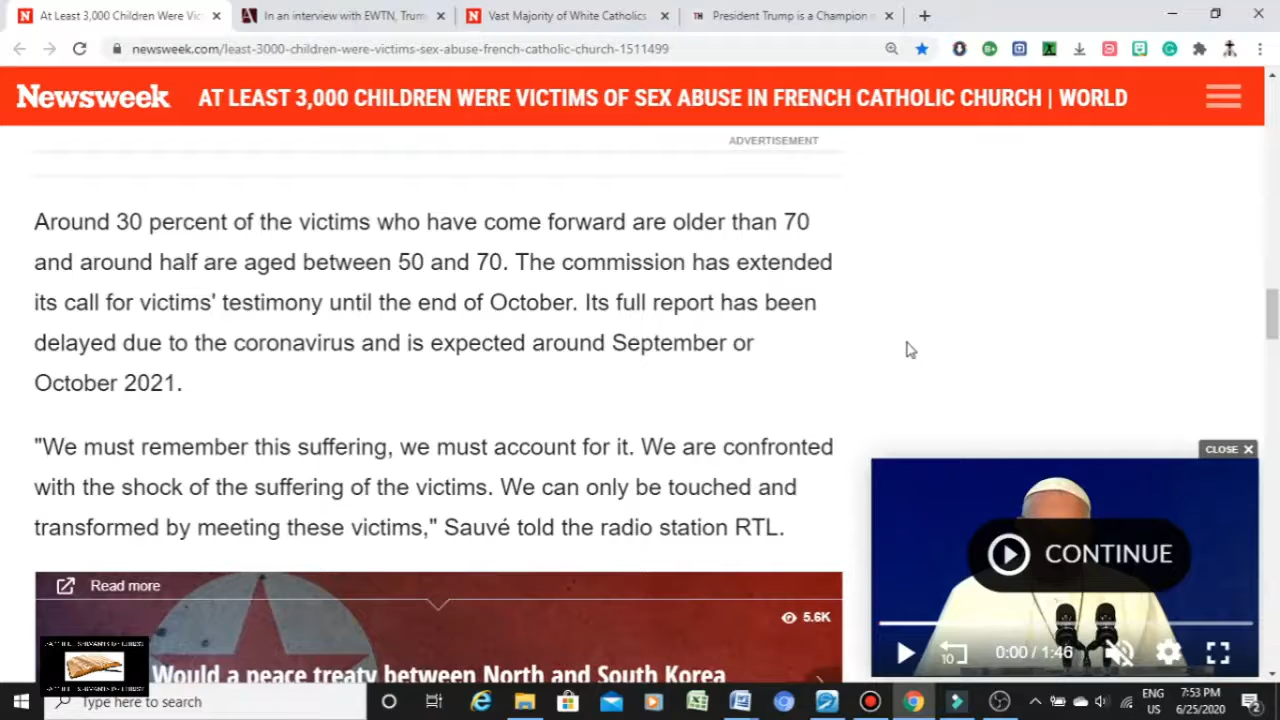 At Least 3,000 Children Were Vic
In an interview with EWTN, Trum
Vast Majority of White Catholics
TH President Trump is a Champion
newsweek.com/least-3000-children-were-victims-sex-abuse-french-catholic-church-1511499
Newsweek AT LEAST 3,000 CHILDREN WERE VICTIMS OF SEX ABUSE IN FRENCH CATHOLIC CHURCH | WORLD
ADVERTISEMENT
Around 30 percent of the victims who have come forward are older than 70
and around half are aged between 50 and 70. The commission has extended
its call for victims' testimony until the end of October. Its full report has been
delayed due to the coronavirus and is expected around September or
October 2021.
"We must remember this suffering, we must account for it. We are confronted
with the shock of the suffering of the victims. We can only be touched and
transformed by meeting these victims," Sauvé told the radio station RTL.
CLOSE
CONTINUE
10
0:00 / 1:46
Read more
5.6K
Would a peace treaty between North and South Korea
Type here to search
ENG
US
7:53 PM
6/25/2020
2